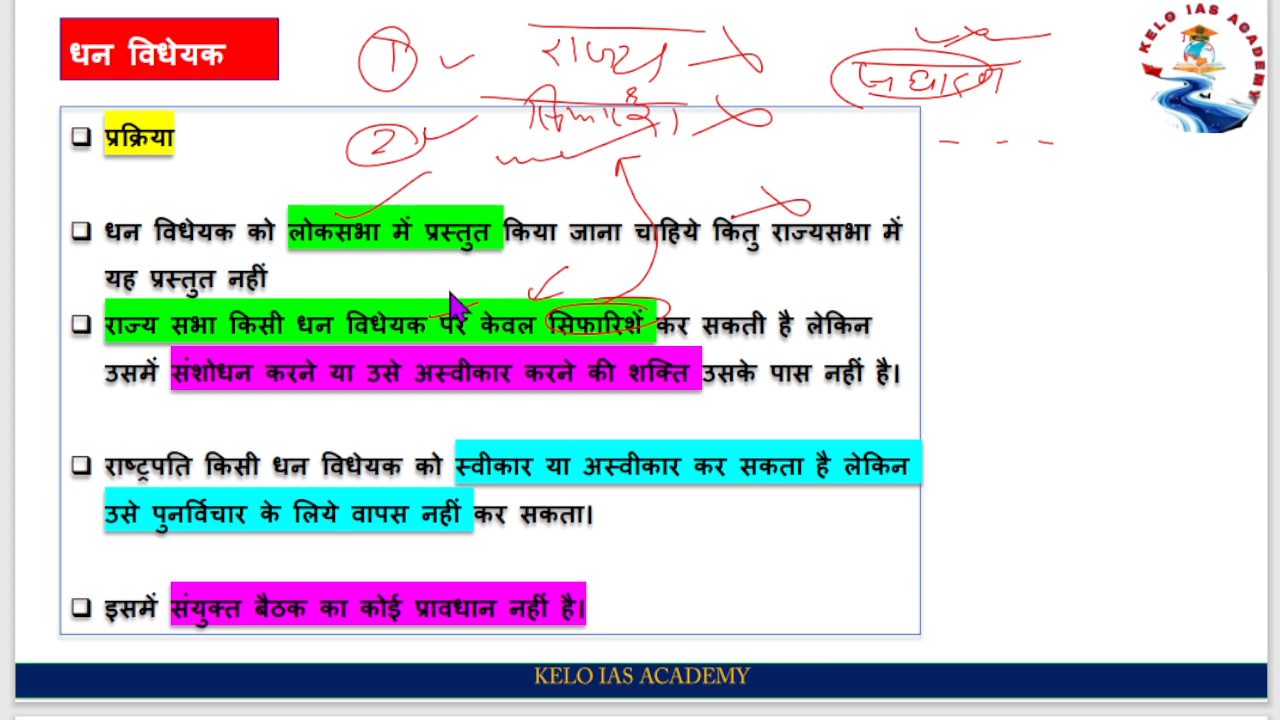 KELO IAS ACADEMY
धन विधेयक
1 राज्य
2
प्रक्रिया
धन विधेयक को लोकसभा में प्रस्तुत किया जाना चाहिये किंतु राज्यसभा में
यह प्रस्तुत नहीं
राज्य सभा किसी धन विधेयक पर केवल सिफारिशें कर सकती है लेकिन
उसमें संशोधन करने या उसे अस्वीकार करने की शक्ति उसके पास नहीं है।
राष्ट्रपति किसी धन विधेयक को स्वीकार या अस्वीकार कर सकता है लेकिन
उसे पुनर्विचार के लिये वापस नहीं कर सकता।
इसमें संयुक्त बैठक का कोई प्रावधान नहीं है।
KELO IAS ACADEMY